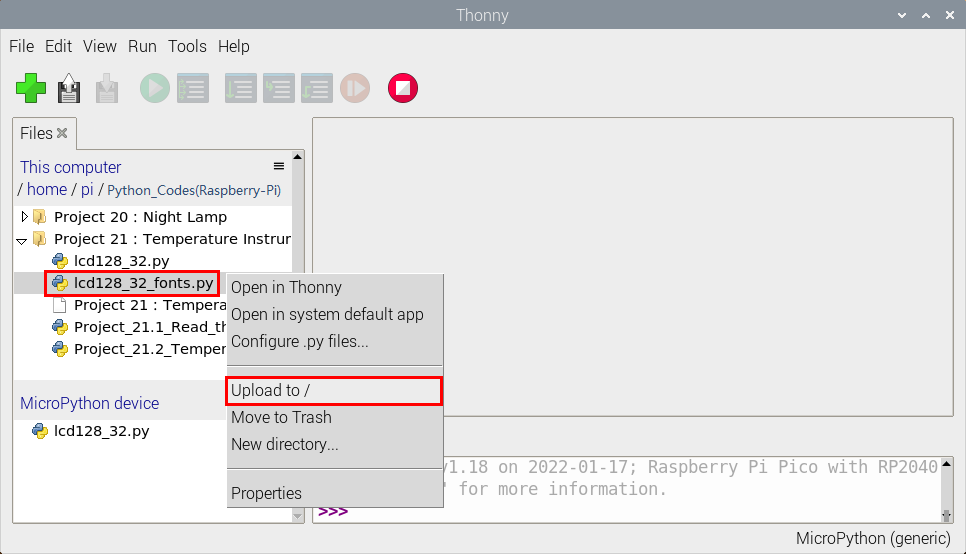 Thonny
File Edit View Run Tools Help
Files
This computer
/ home / pi / Python_Codes(Raspberry-Pi)
Project 20 : Night Lamp
Project 21 : Temperature Instrur
lcd128_32.py
lcd128_32_fonts.py
Project 21 : Tempera
Project_21.1_Read_th
Project_21.2_Temper
Open in Thonny
Open in system default app
Configure .py files...
Upload to /
Move to Trash
New directory...
Properties
MicroPython device
lcd128_32.py
v1.18 on 2022-01-17; Raspberry Pi Pico with RP2040
" for more information.
>>>
MicroPython (generic)